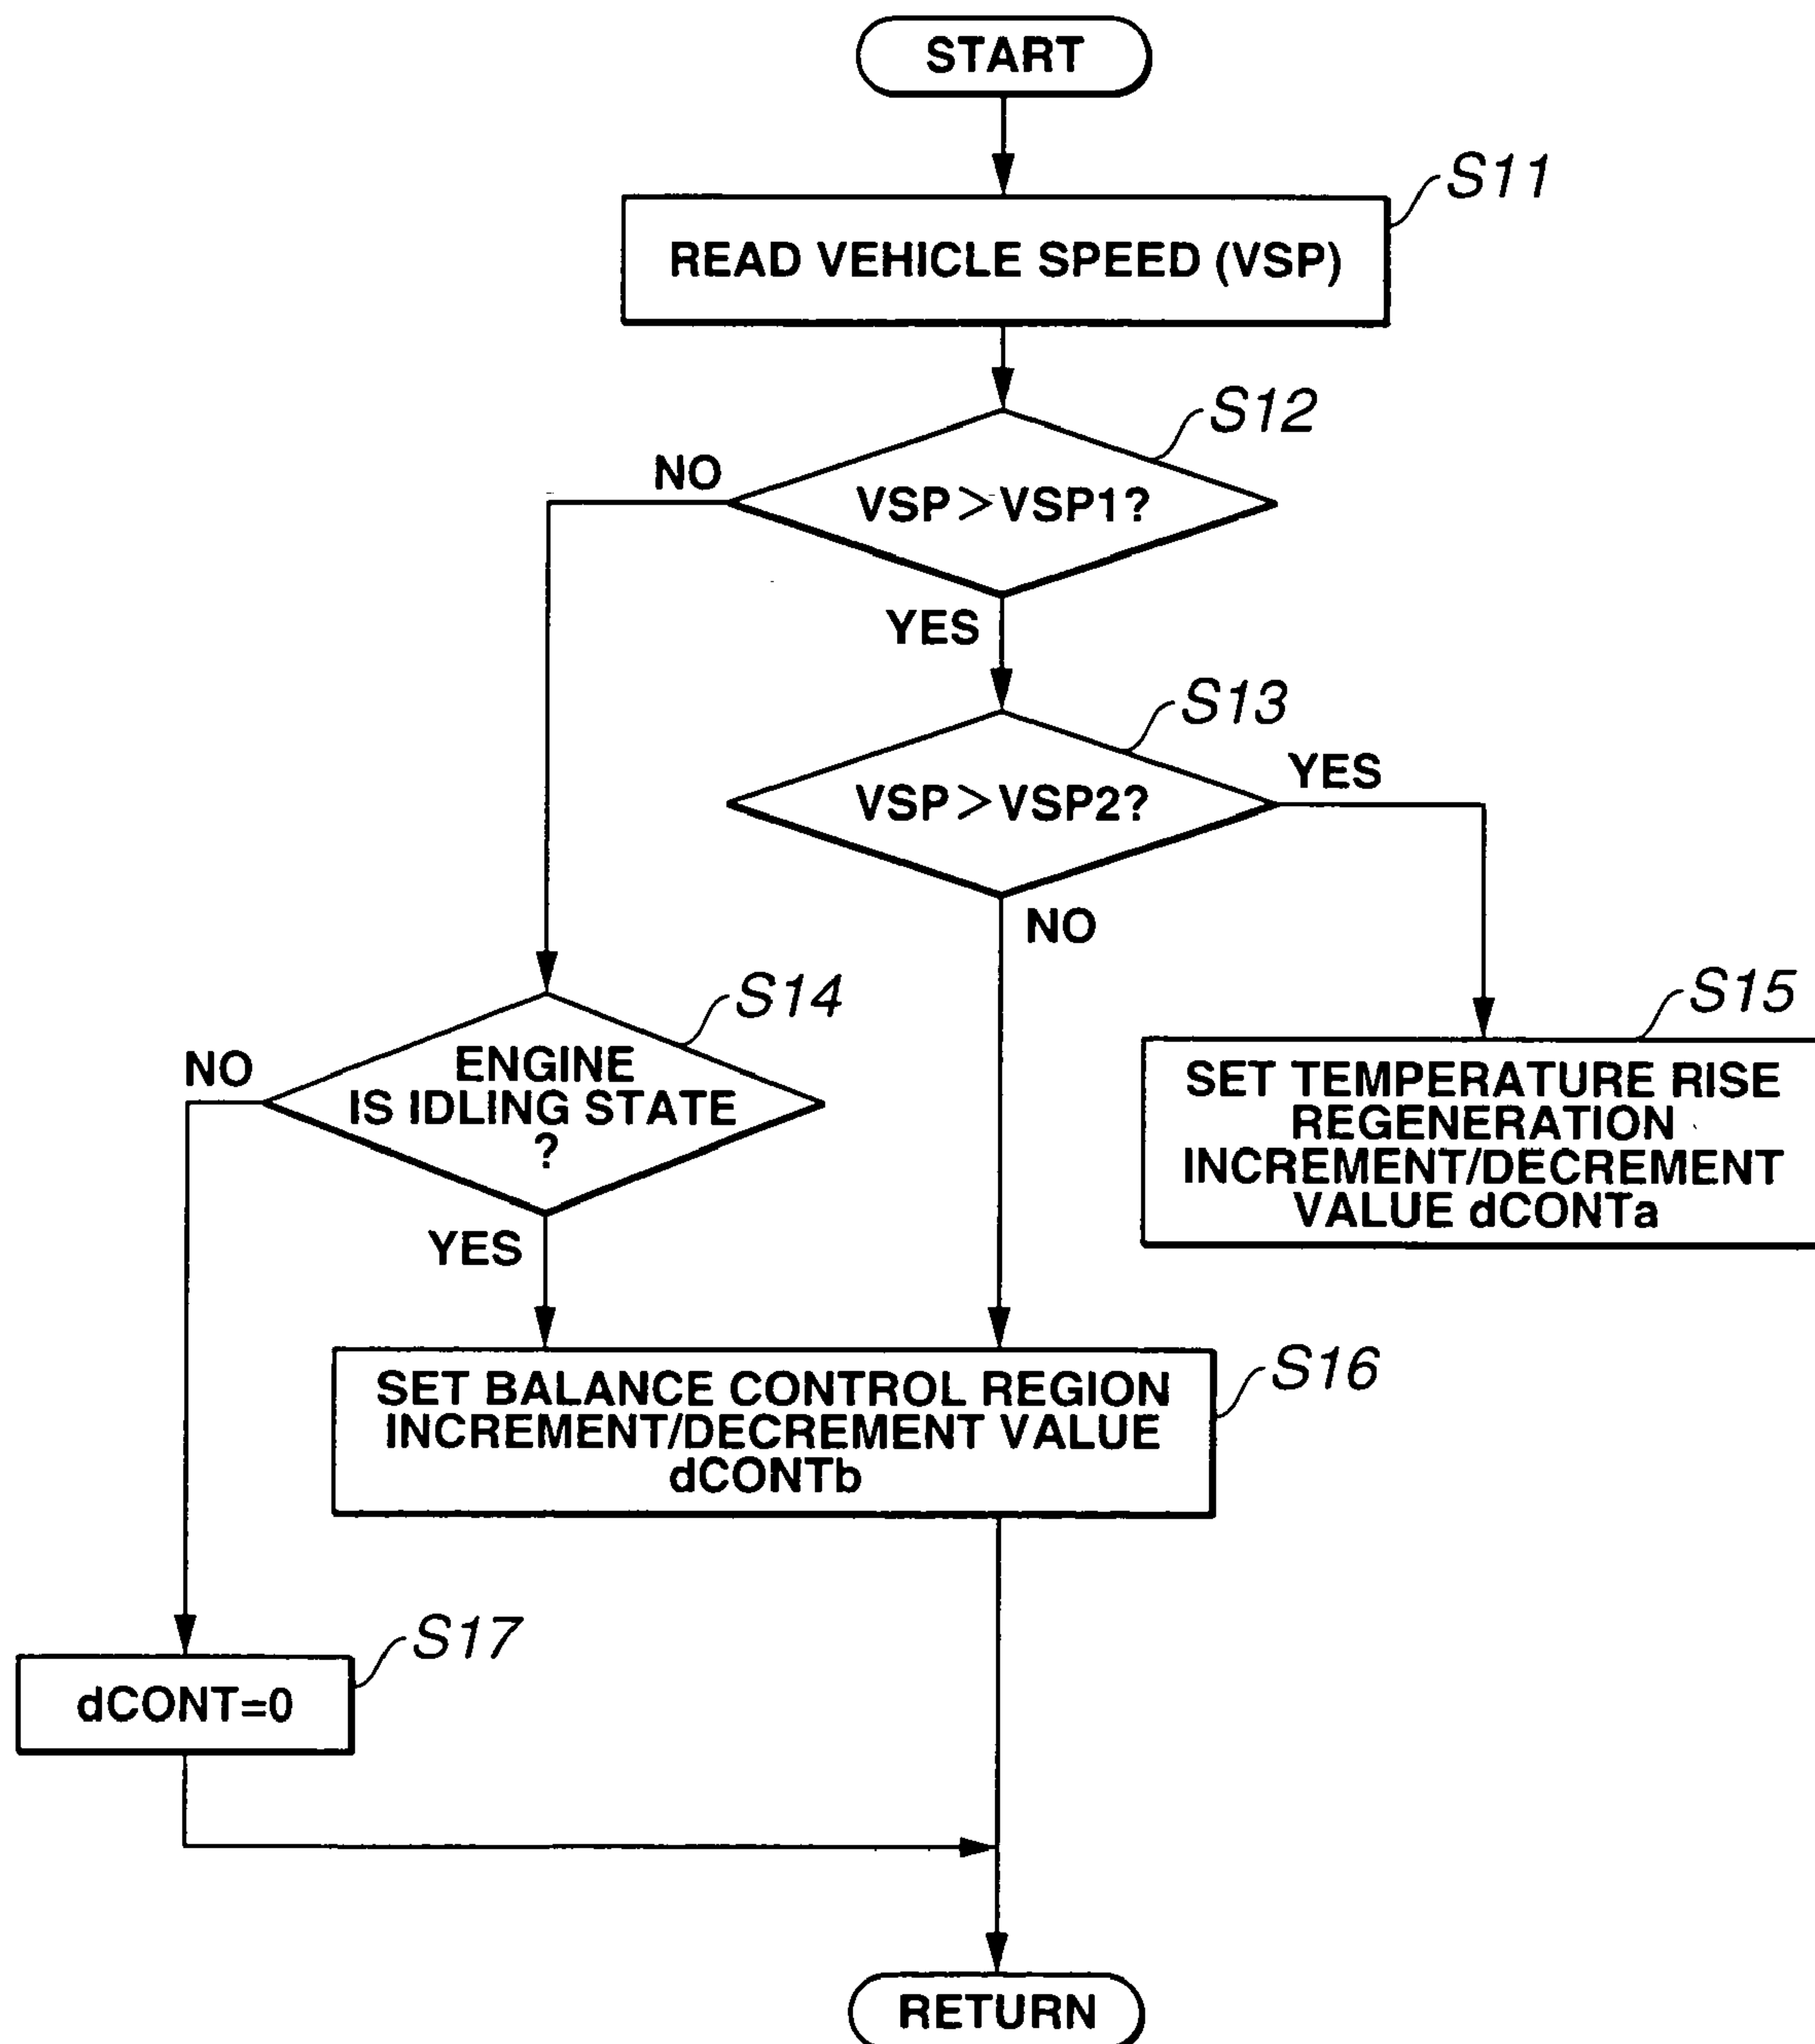 START
S11
READ VEHICLE SPEED (VSP)
S12
NO
VSP>VSP1?
YES
S13
YES
VSP>VSP2?
NO
S14
S15
NO
ENGINE
IS IDLING STATE
?
SET TEMPERATURE RISE
REGENERATION
INCREMENT/DECREMENT
VALUE dCONTa
YES
S16
SET BALANCE CONTROL REGION
INCREMENT/DECREMENT VALUE
dCONTb
S17
dCONT=0
RETURN